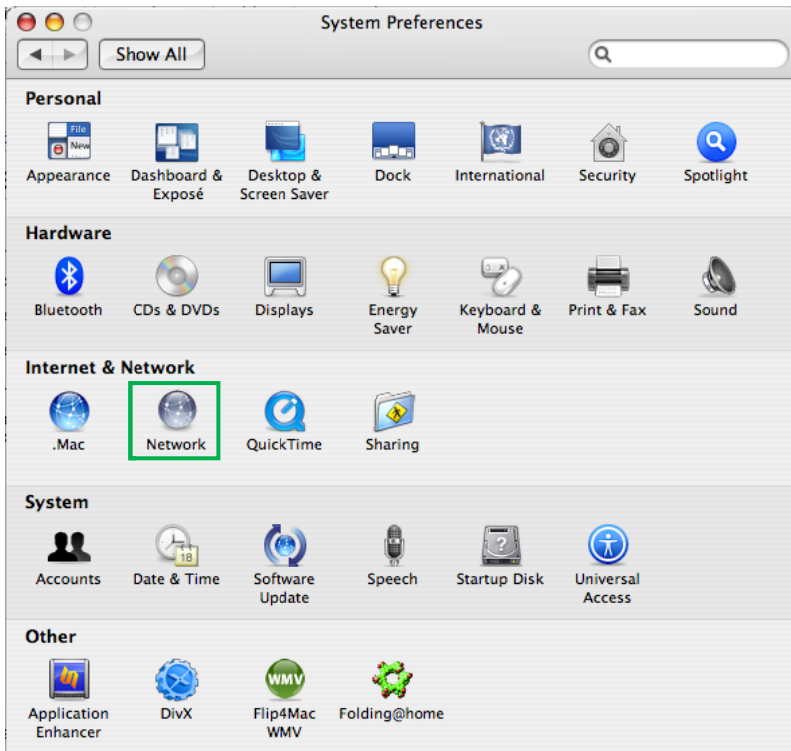 System Preferences
Show All
Personal
File
New
Appearance
Dashboard &
Exposé
Desktop &
Screen Saver
Dock
International
Security
Spotlight
Hardware
Bluetooth
CDs & DVDs
Displays
Energy
Saver
Keyboard &
Mouse
Print & Fax
Sound
Internet & Network
.Mac
Network
QuickTime
Sharing
System
18
Accounts
Date & Time
Software
Update
Speech
?
Startup Disk
Universal
Access
Other
WMV
Application
Enhancer
DivX
Flip4Mac
WMV
Folding@home